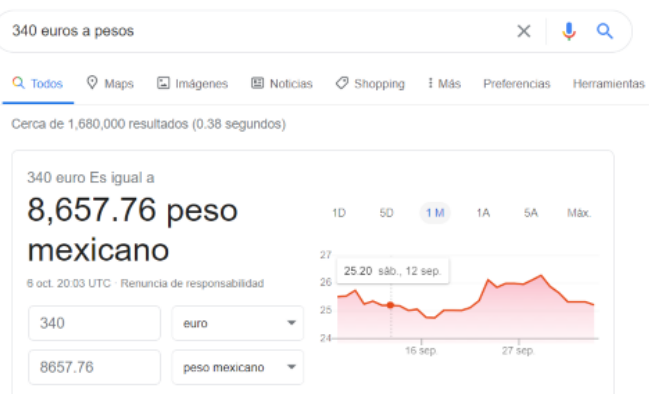 340 euros a pesos
Todos Maps Imágenes Noticias Shopping Más Preferencias Herramientas
Cerca de 1,680,000 resultados (0.38 segundos)
340 euro Es igual a
8,657.76 peso
mexicano
6 oct. 20:03 UTC · Renuncia de responsabilidad
340 euro
8657.76 peso mexicano
1D 5D 1 M 1A 5A Máx.
27
25.20 sáb., 12 sep.
26
25
24
16 sep. 27 sep.